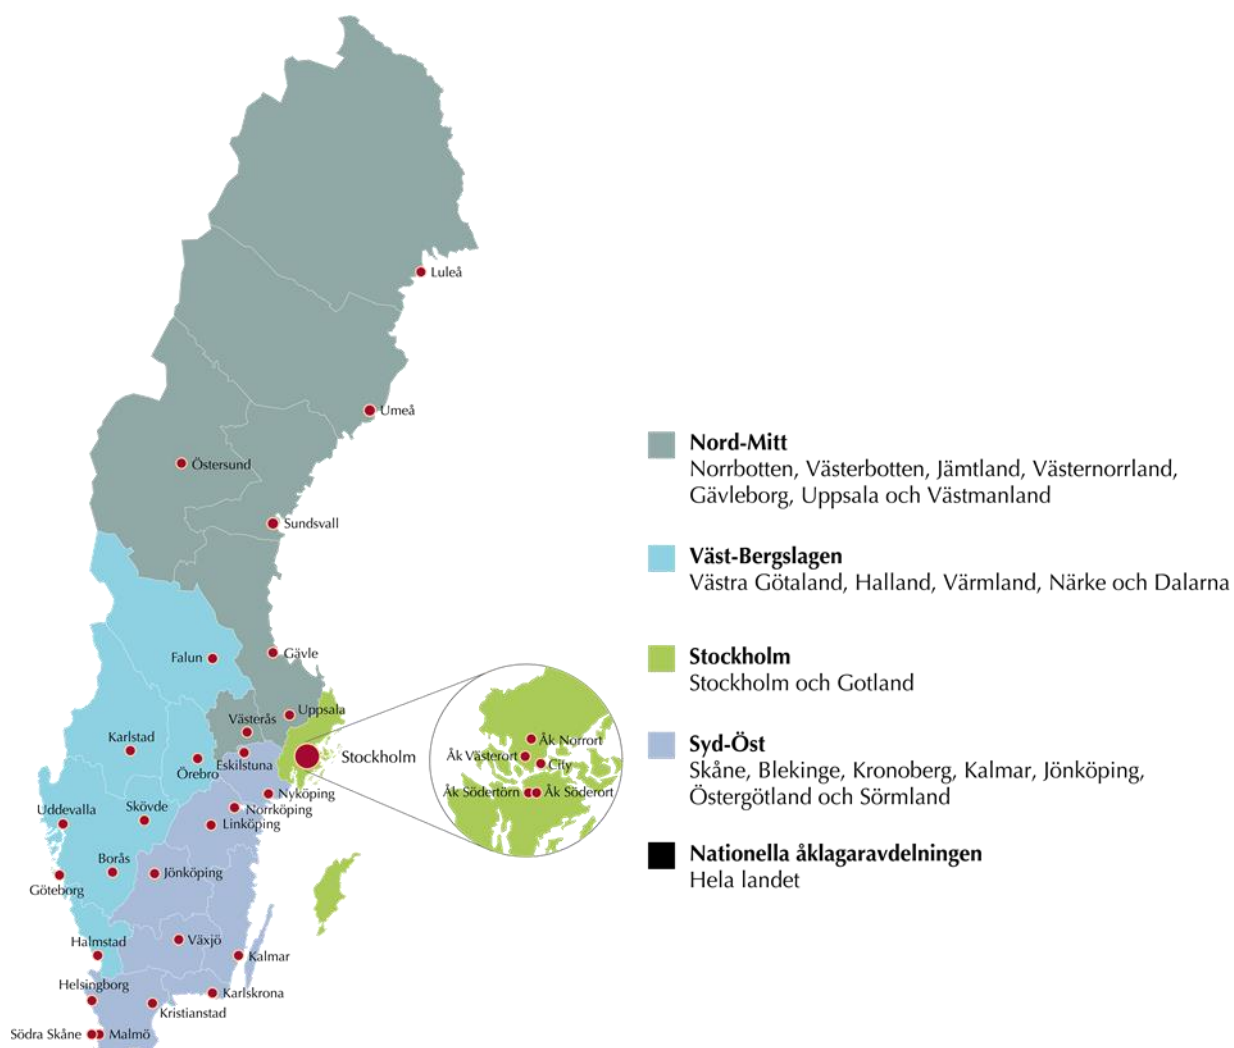 Luleå
Umeå
Östersund
Sundsvall
Gävle
Falun
Uppsala
Västerås
Karlstad
Örebro
Eskilstuna
Stockholm
Åk Norrort
Åk Västerort
City
Åk Södertörn
Åk Söderort
Nyköping
Norrköping
Linköping
Uddevalla
Skövde
Borås
Jönköping
Göteborg
Halmstad
Växjö
Kalmar
Helsingborg
Karlskrona
Kristianstad
Södra Skåne
Malmö
Nord-Mitt
Norrbotten, Västerbotten, Jämtland, Västernorrland,
Gävleborg, Uppsala och Västmanland
Väst-Bergslagen
Västra Götaland, Halland, Värmland, Närke och Dalarna
Stockholm
Stockholm och Gotland
Syd-Öst
Skåne, Blekinge, Kronoberg, Kalmar, Jönköping,
Östergötland och Sörmland
Nationella åklagaravdelningen
Hela landet